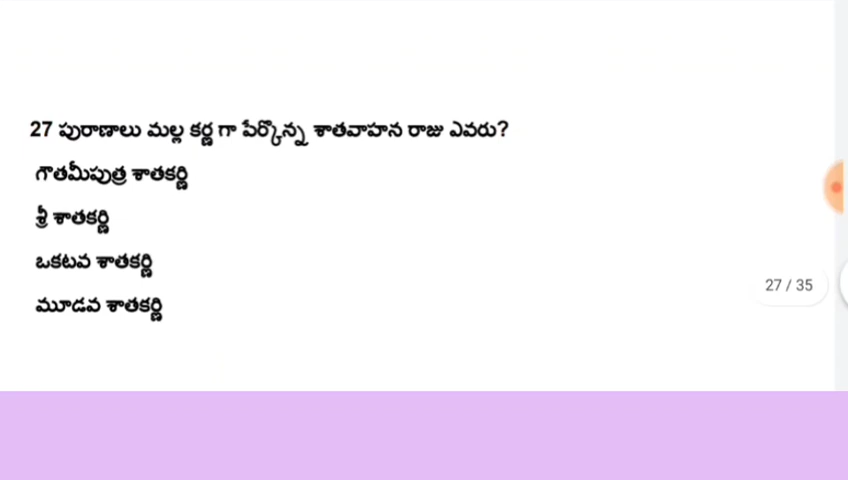 27 పురాణాలు మల్ల కర్ణ గా పేర్కొన్న శాతవాహన రాజు ఎవరు?
గౌతమీపుత్ర శాతకర్ణి
శ్రీ శాతకర్ణి
ఒకటవ శాతకర్ణి
మూడవ శాతకర్ణి
27 / 35